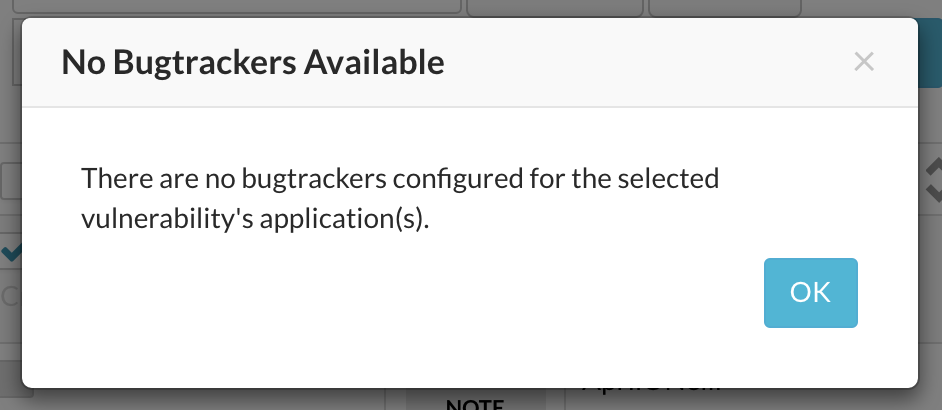 No Bugtrackers Available
There are no bugtrackers configured for the selected
vulnerability's application(s).
OK
NOTE